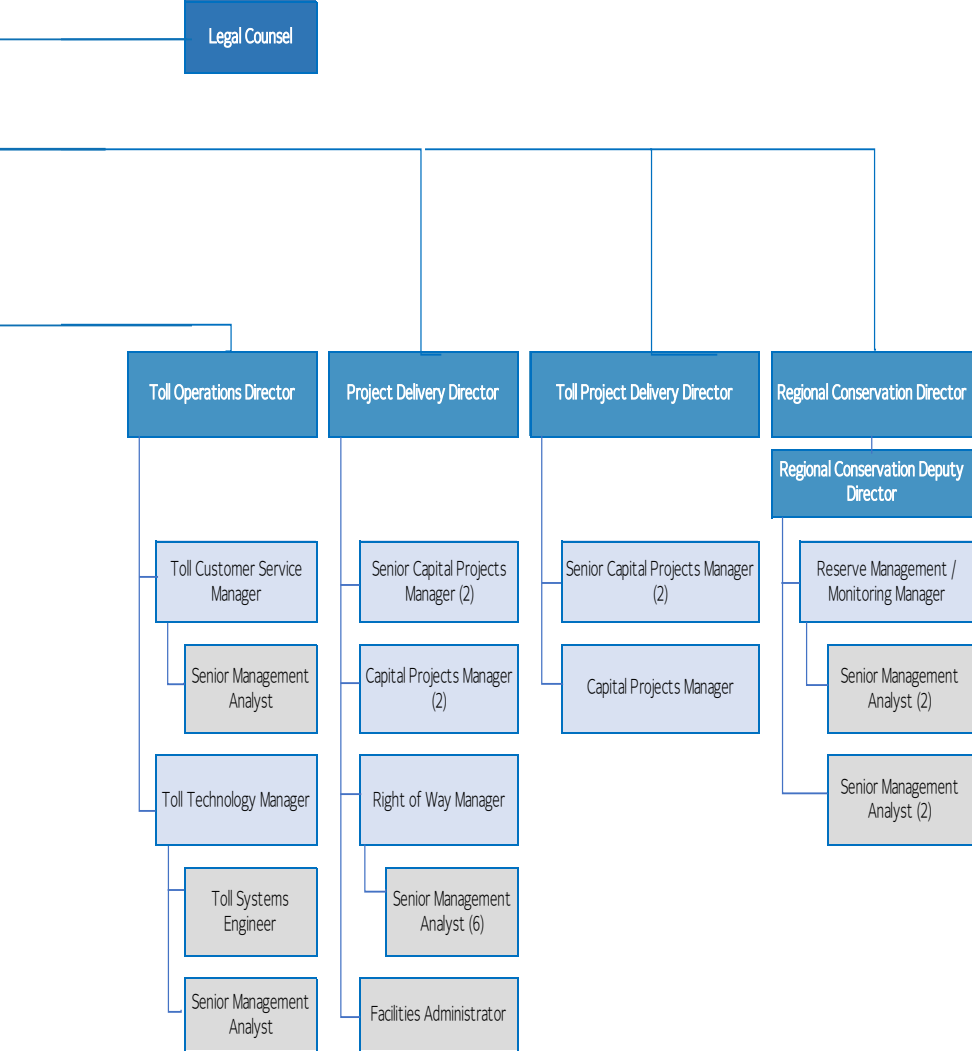 Legal Counsel
Toll Operations Director
Project Delivery Director
Toll Project Delivery Director
Regional Conservation Director
Regional Conservation Deputy
Director
Toll Customer Service
Manager
Senior Capital Projects
Manager (2)
Senior Capital Projects Manager
(2)
Reserve Management /
Monitoring Manager
Senior Management
Analyst
Capital Projects Manager
(2)
Capital Projects Manager
Senior Management
Analyst (2)
Toll Technology Manager
Right of Way Manager
Senior Management
Analyst (2)
Toll Systems
Engineer
Senior Management
Analyst (6)
Senior Management
Analyst
Facilities Administrator